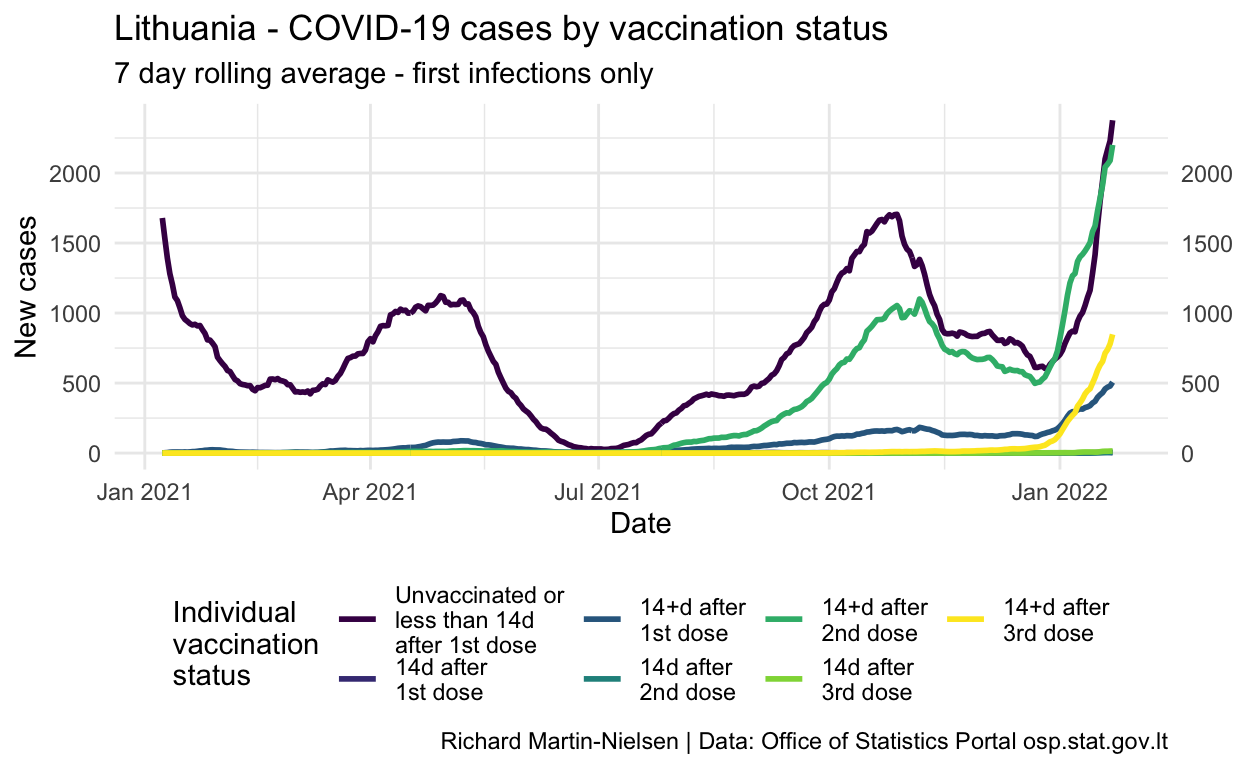 Lithuania - COVID-19 cases by vaccination status
7 day rolling average - first infections only
New cases
2000
1500
1000
500
0
2000
1500
1000
500
0
Jan 2021
Apr 2021
Jul 2021
Oct 2021
Jan 2022
Date
Individual
vaccination
status
Unvaccinated or
less than 14d
after 1st dose
14d after
1st dose
14+d after
1st dose
14d after
2nd dose
14+d after
2nd dose
14d after
3rd dose
14+d after
3rd dose
Richard Martin-Nielsen | Data: Office of Statistics Portal osp.stat.gov.lt